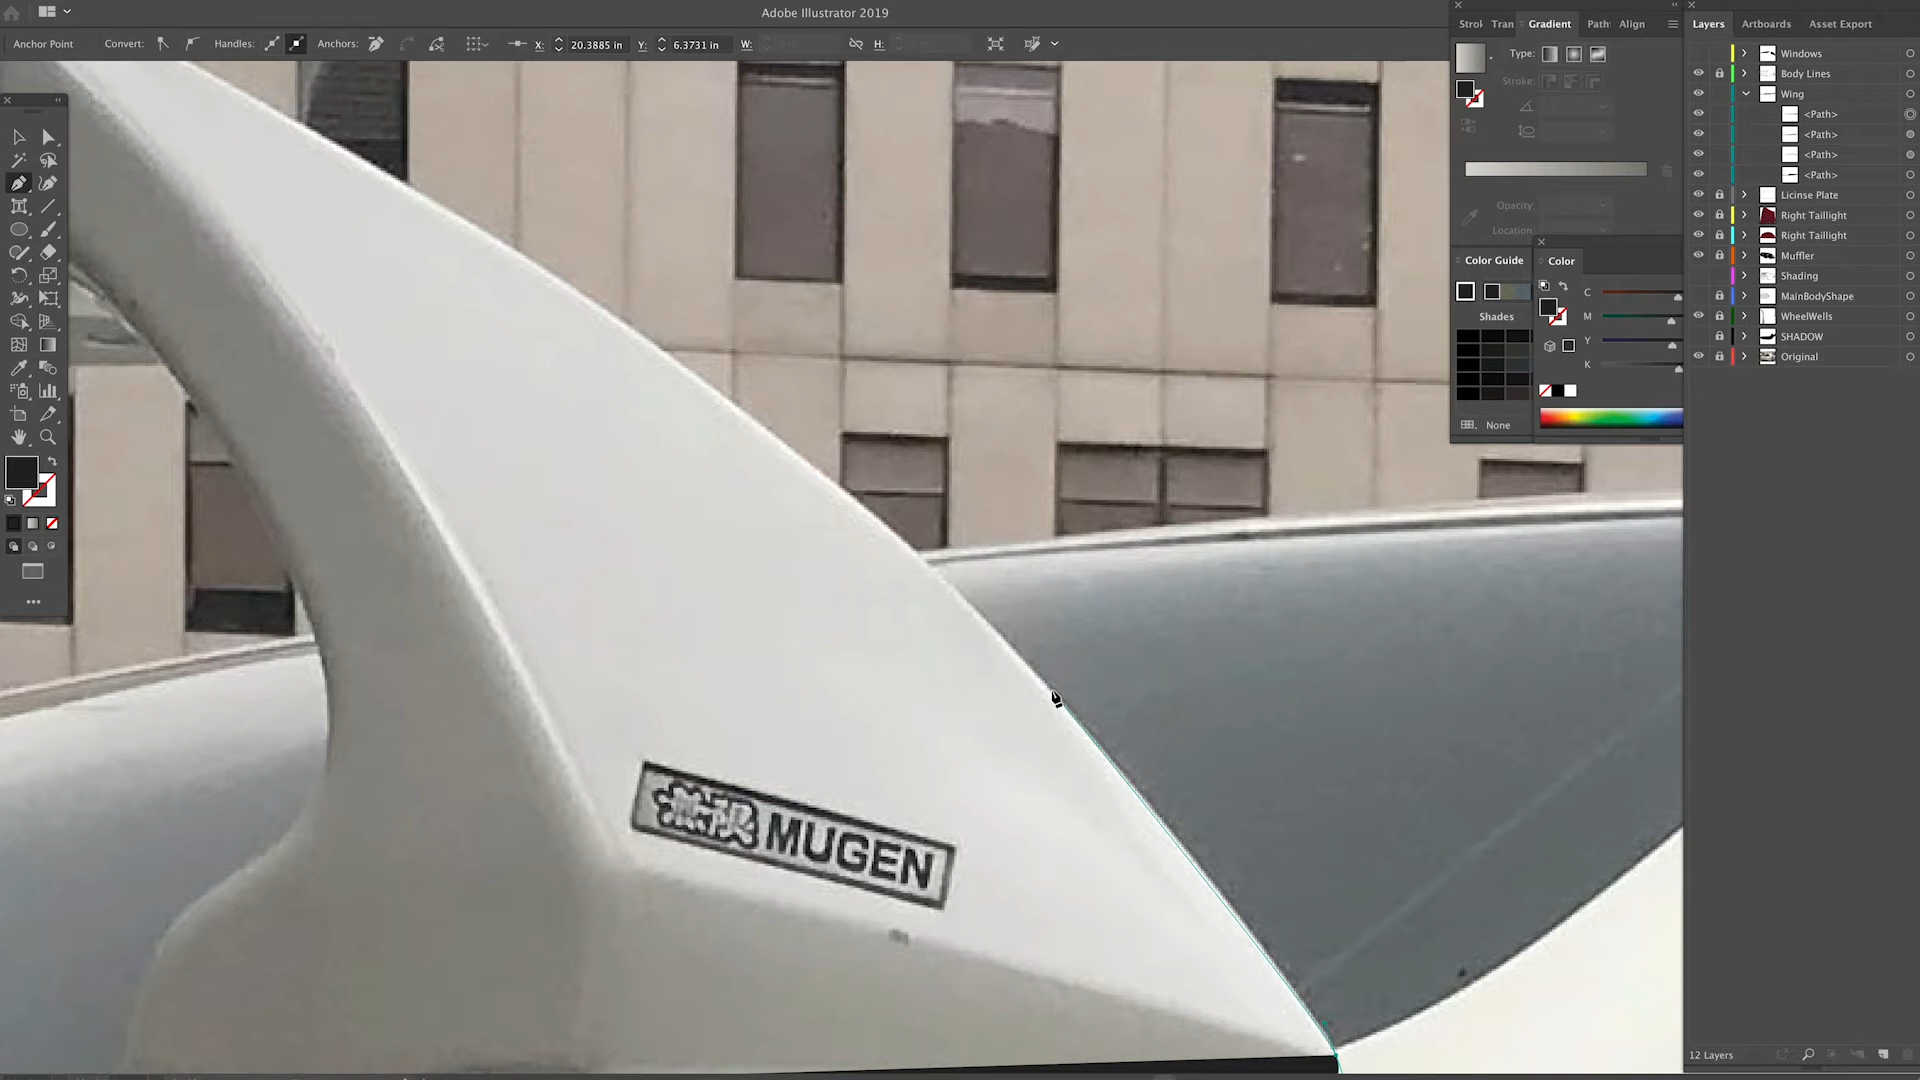 Adobe Illustrator 2019
Anchor Point
Convert:
Handles:
Anchors:
X:
20.3885 in
Y:
6.3731 in
W:
H:
Strol
Tran
Gradient
Path
Align
Type:
Stroke:
Opacity:
Location:
Color Guide
Shades
None
Color
C
M
Y
K
Layers
Artboards
Asset Export
Windows
Body Lines
Wing
<Path>
<Path>
<Path>
<Path>
Licinse Plate
Right Taillight
Right Taillight
Muffler
Shading
MainBodyShape
WheelWells
SHADOW
Original
12 Layers
無限 MUGEN